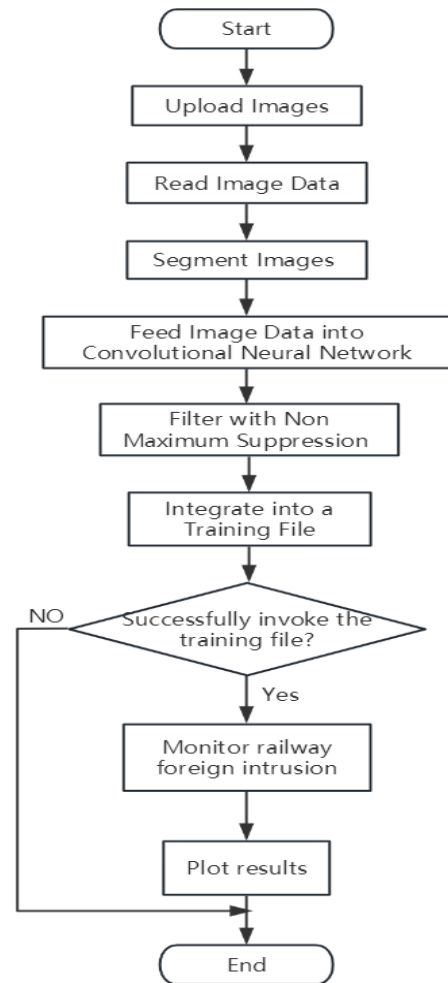 Start
Upload Images
Read Image Data
Segment Images
Feed Image Data into
Convolutional Neural Network
Filter with Non
Maximum Suppression
Integrate into a
Training File
NO
Successfully invoke the
training file?
Yes
Monitor railway
foreign intrusion
Plot results
End